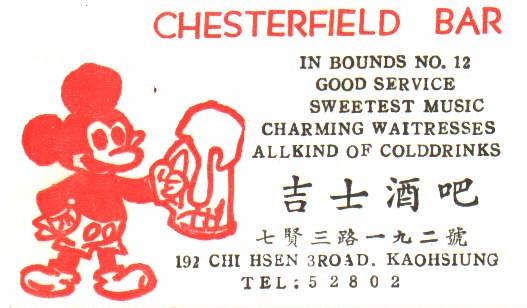 CHESTERFIELD BAR
IN BOUNDS NO. 12
GOOD SERVICE
SWEETEST MUSIC
CHARMING WAITRESSES
ALLKIND OF COLDDRINKS
吉士酒吧
七賢三路一九二號
192 CHI HSEN 3ROAD. KAOHSIUNG
TEL: 52802